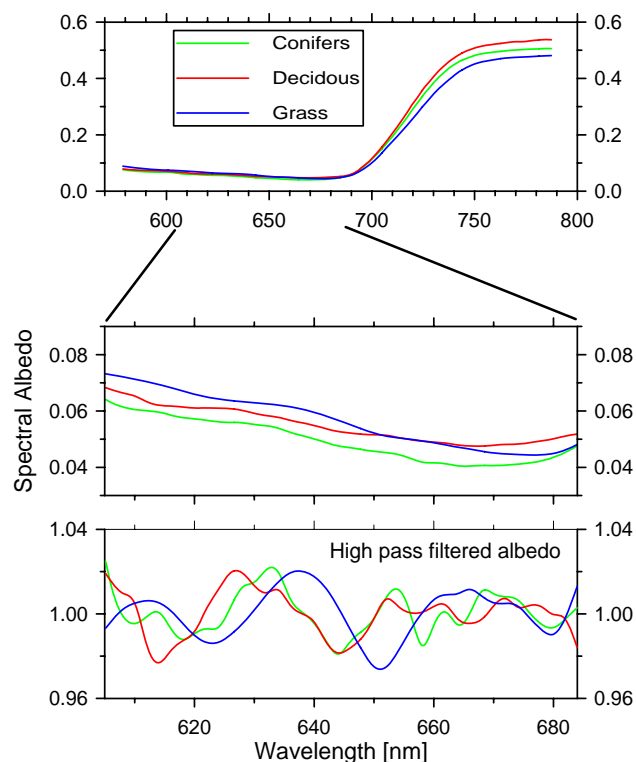 0.6 0.6
Conifers
0.4 0.4
Decidous
0.2 Grass 0.2
0.0 0.0
600 650 700 750 800
0.08 0.08
0.06 0.06
0.04 0.04
Spectral Albedo
1.04 1.04
High pass filtered albedo
1.00 1.00
0.96 0.96
620 640 660 680
Wavelength [nm]